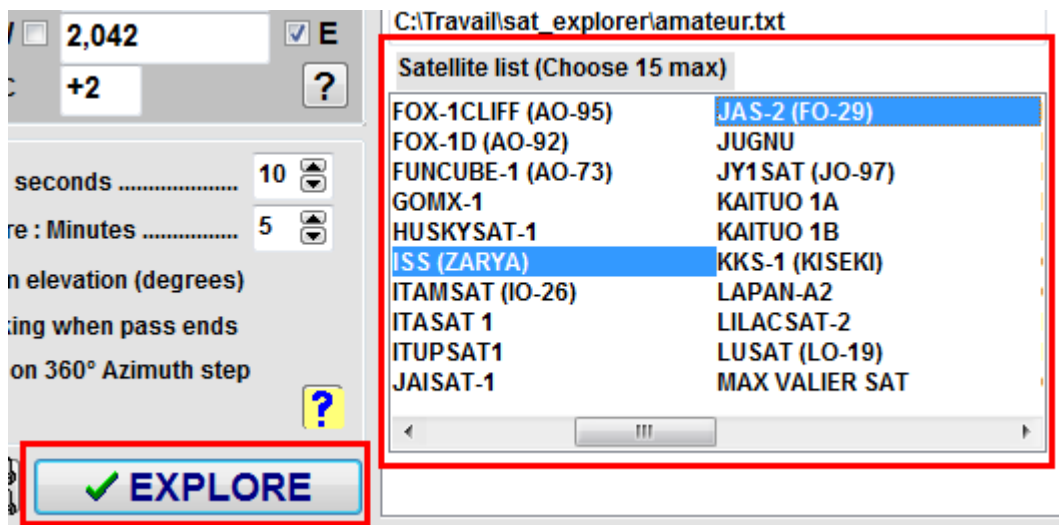 2,042
E
+2
?
seconds .....................
10
re : Minutes ................
5
n elevation (degrees)
king when pass ends
on 360º Azimuth step
?
EXPLORE
C:\Travail\sat_explorer\amateur.txt
Satellite list (Choose 15 max)
FOX-1CLIFF (AO-95)
FOX-1D (AO-92)
FUNCUBE-1 (AO-73)
GOMX-1
HUSKYSAT-1
ISS (ZARYA)
ITAMSAT (IO-26)
ITASAT 1
ITUPSAT1
JAISAT-1
JAS-2 (FO-29)
JUGNU
JY1SAT (JO-97)
KAITUO 1A
KAITUO 1B
KKS-1 (KISEKI)
LAPAN-A2
LILACSAT-2
LUSAT (LO-19)
MAX VALIER SAT